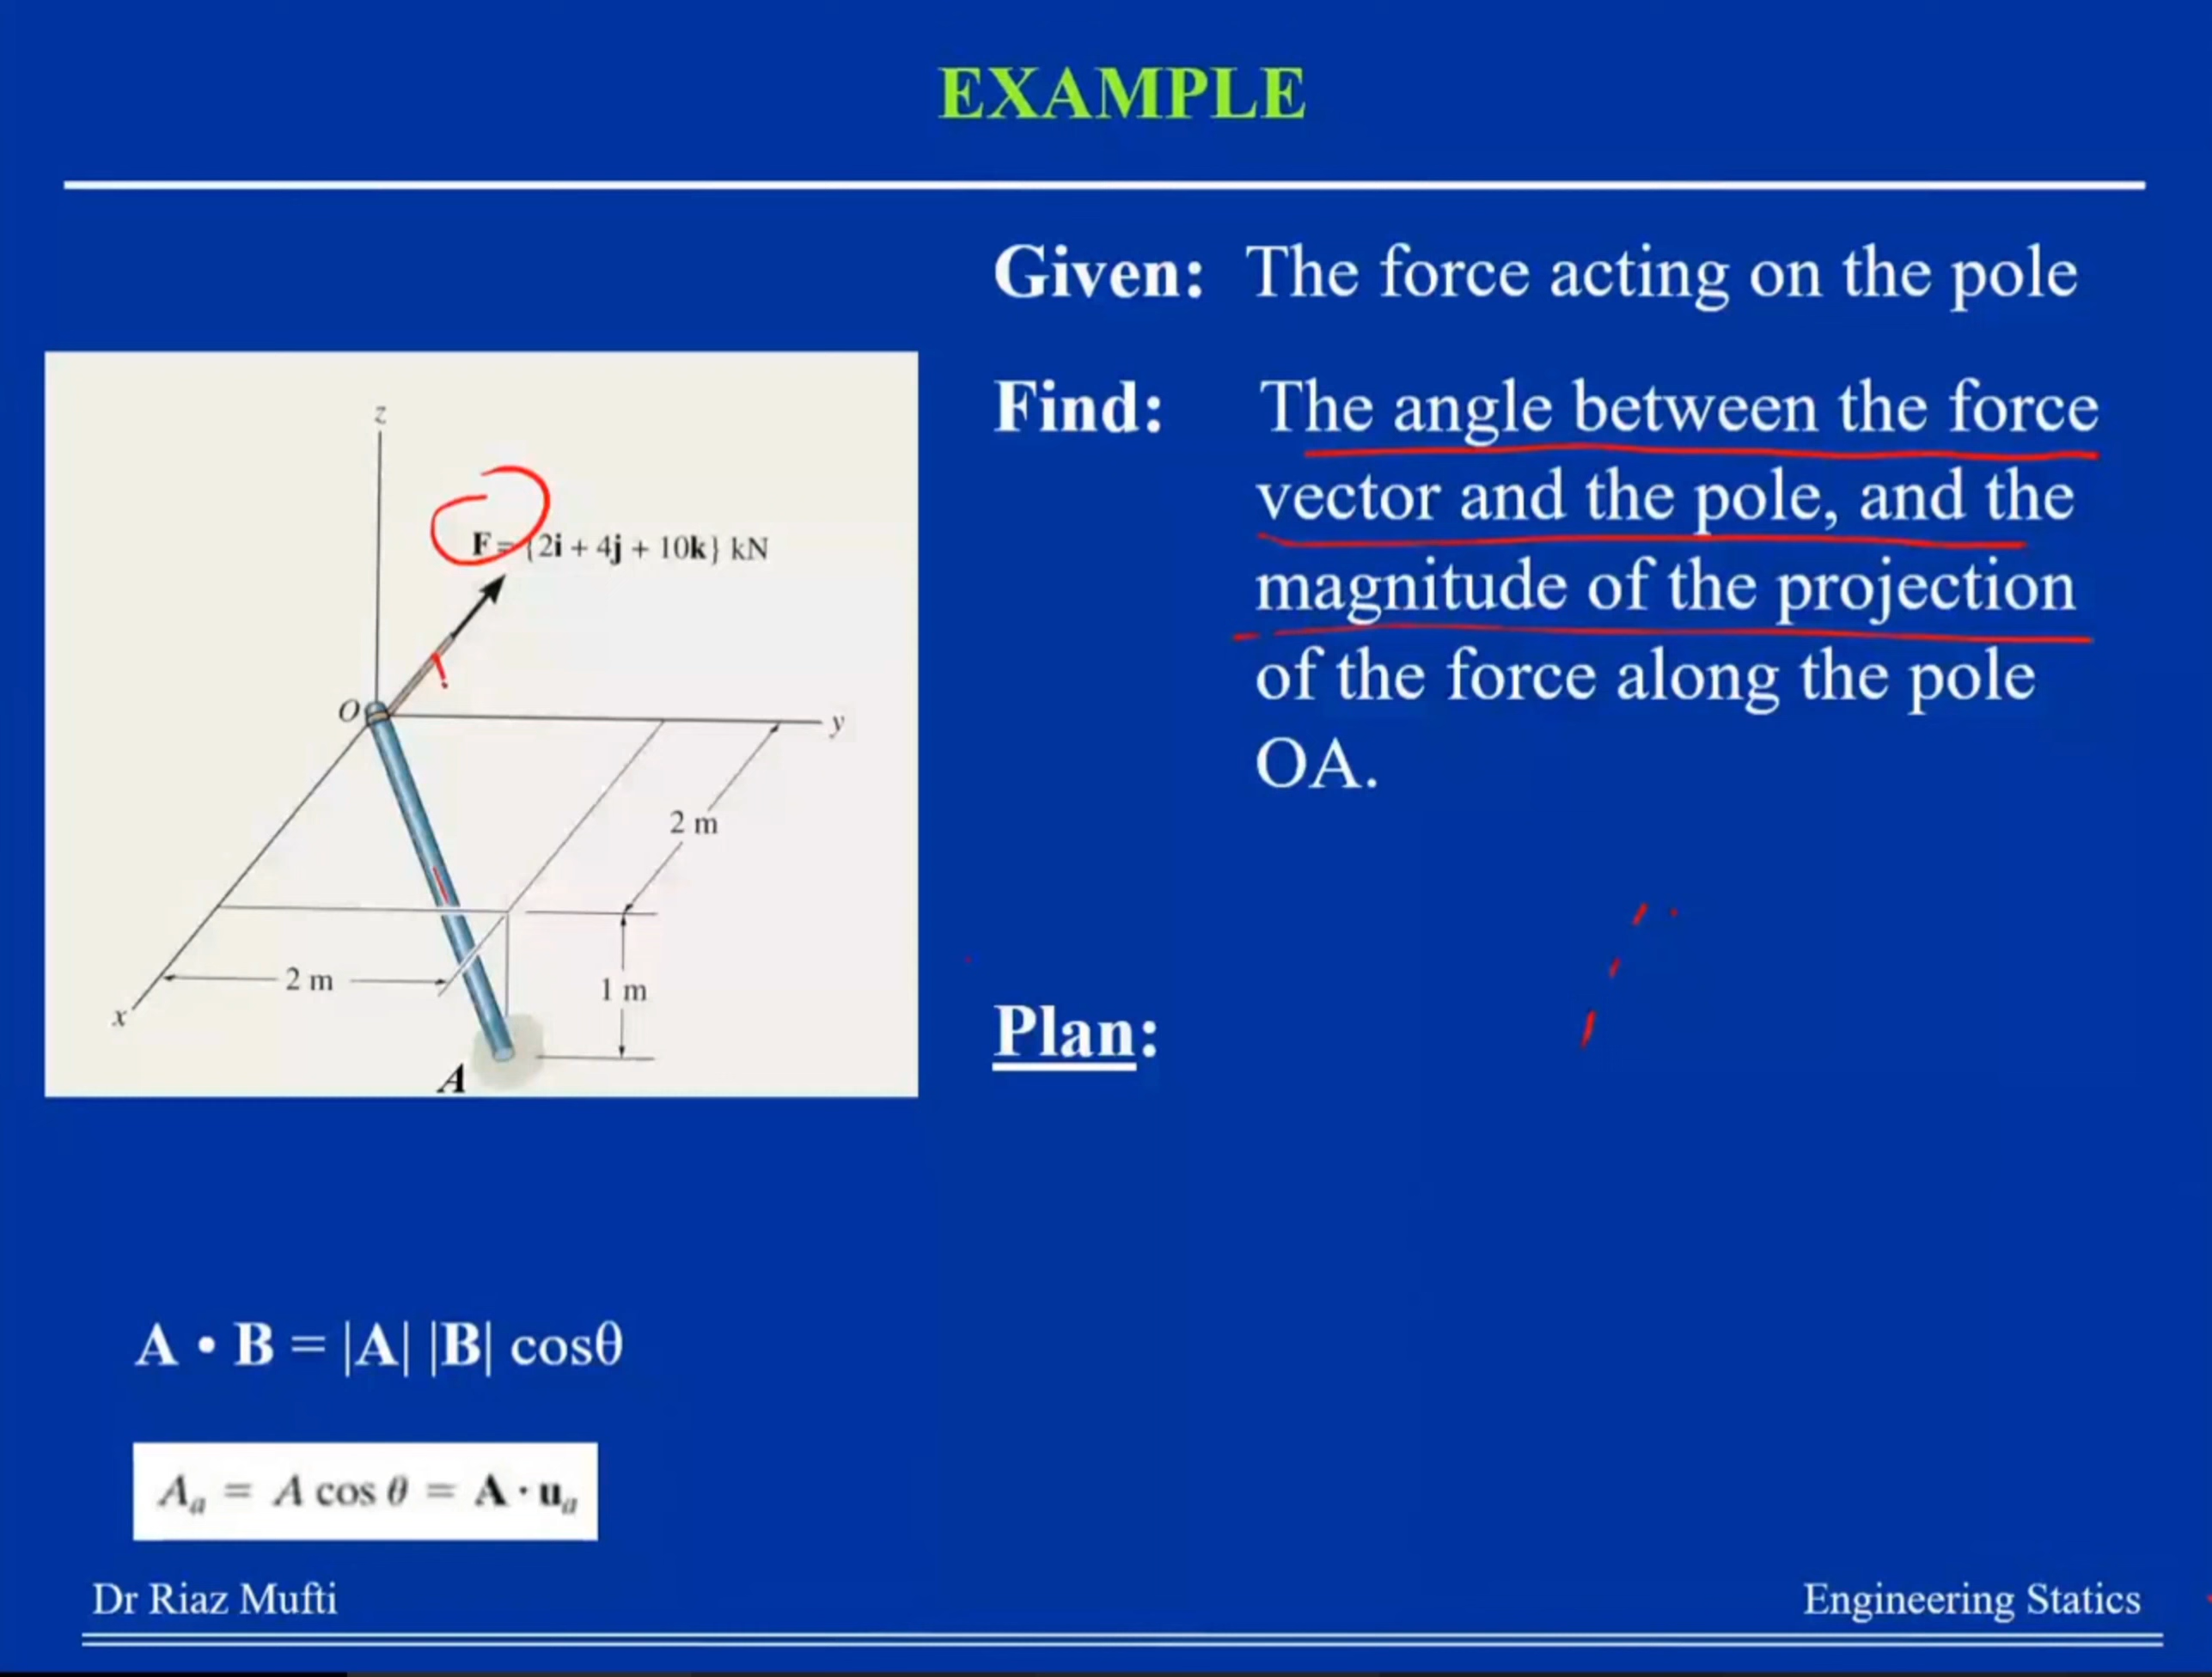 EXAMPLE
Given: The force acting on the pole
Find: The angle between the force
vector and the pole, and the
magnitude of the projection
of the force along the pole
OA.
z
F = {2i + 4j + 10k} kN
O
y
2 m
2 m
1 m
x
A
Plan:
A • B = |A| |B| cosθ
Aₐ = A cos θ = A · uₐ
Dr Riaz Mufti
Engineering Statics